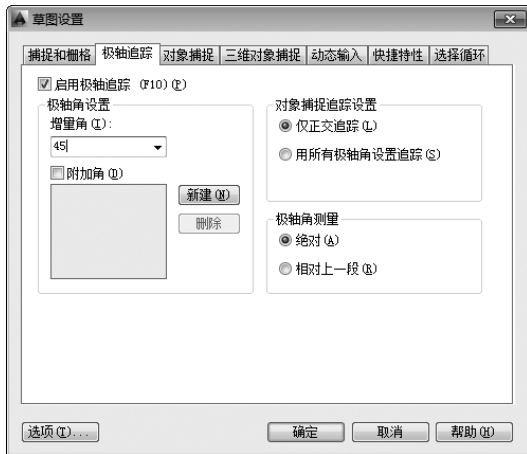 草图设置
捕捉和栅格 极轴追踪 对象捕捉 三维对象捕捉 动态输入 快捷特性 选择循环
启用极轴追踪 (F10)(P)
极轴角设置
增量角(I):
45
附加角(D)
新建(N)
删除
对象捕捉追踪设置
仅正交追踪(L)
用所有极轴角设置追踪(S)
极轴角测量
绝对(A)
相对上一段(R)
选项(T)...
确定
取消
帮助(H)